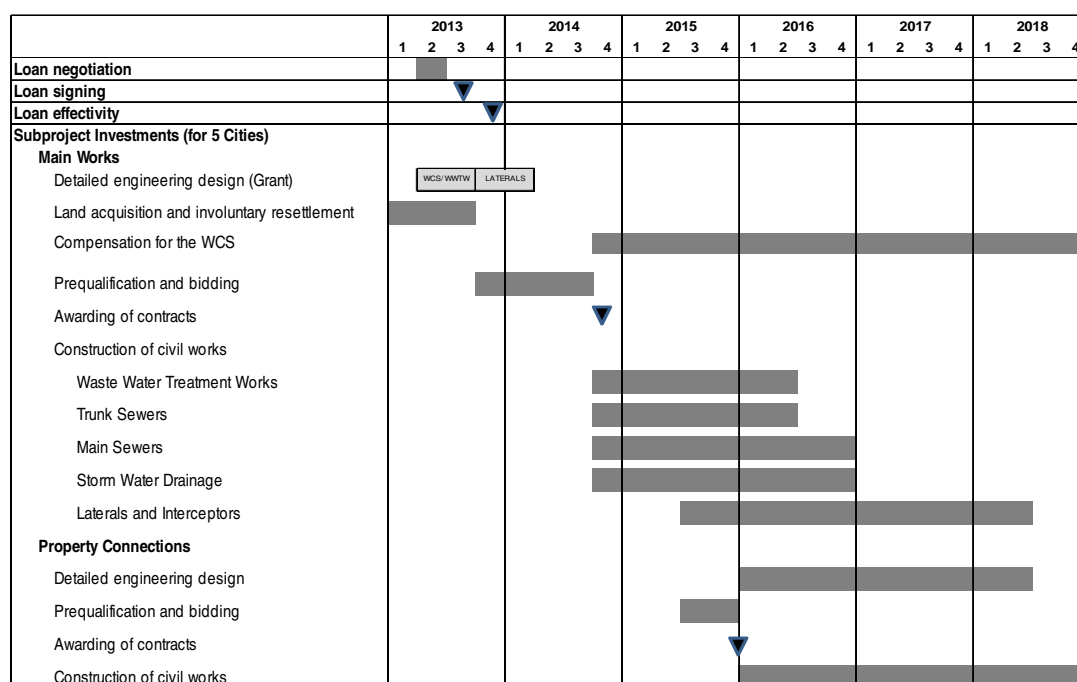 2013 2014 2015 2016 2017 2018
1 2 3 4 1 2 3 4 1 2 3 4 1 2 3 4 1 2 3 4 1 2 3 4
Loan negotiation
Loan signing
Loan effectivity
Subproject Investments (for 5 Cities)
Main Works
Detailed engineering design (Grant) WCS/WWTW LATERALS
Land acquisition and involuntary resettlement
Compensation for the WCS
Prequalification and bidding
Awarding of contracts
Construction of civil works
Waste Water Treatment Works
Trunk Sewers
Main Sewers
Storm Water Drainage
Laterals and Interceptors
Property Connections
Detailed engineering design
Prequalification and bidding
Awarding of contracts
Construction of civil works